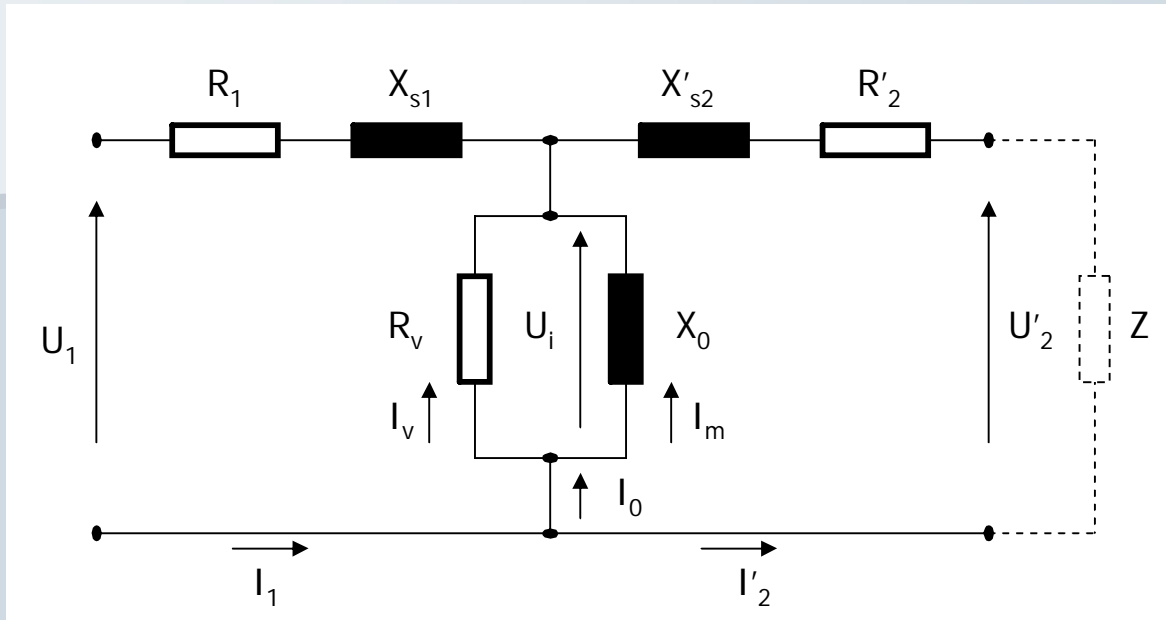 R₁ Xₛ₁ X′ₛ₂ R′₂
U₁ Rᵥ Uᵢ X₀ U′₂ Z
Iᵥ Iₘ
I₀
I₁ I′₂